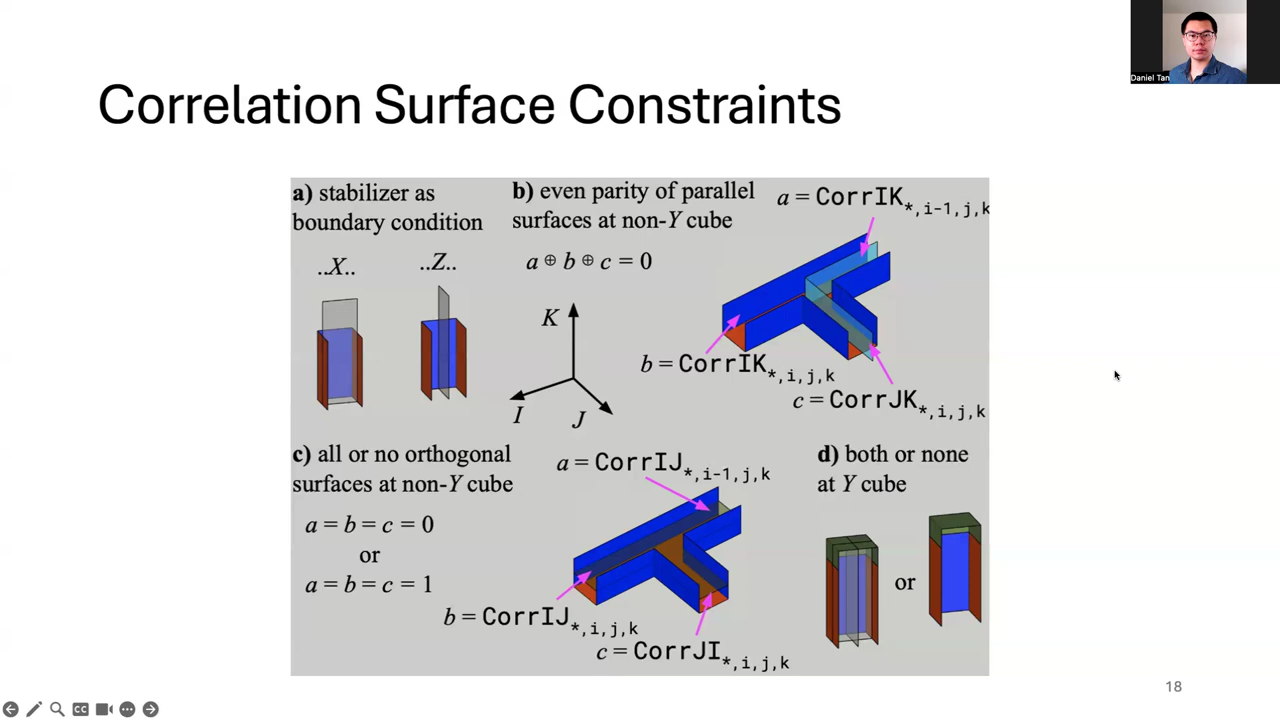 Daniel Tan
Correlation Surface Constraints
a) stabilizer as
boundary condition
..X..
..Z..
b) even parity of parallel
surfaces at non-Y cube
a ⊕ b ⊕ c = 0
a = CorrIK*,i-1,j,k
K
I
J
b = CorrIK*,i,j,k
c = CorrJK*,i,j,k
c) all or no orthogonal
surfaces at non-Y cube
a = b = c = 0
or
a = b = c = 1
a = CorrIJ*,i-1,j,k
b = CorrIJ*,i,j,k
c = CorrJI*,i,j,k
d) both or none
at Y cube
or
18
CC